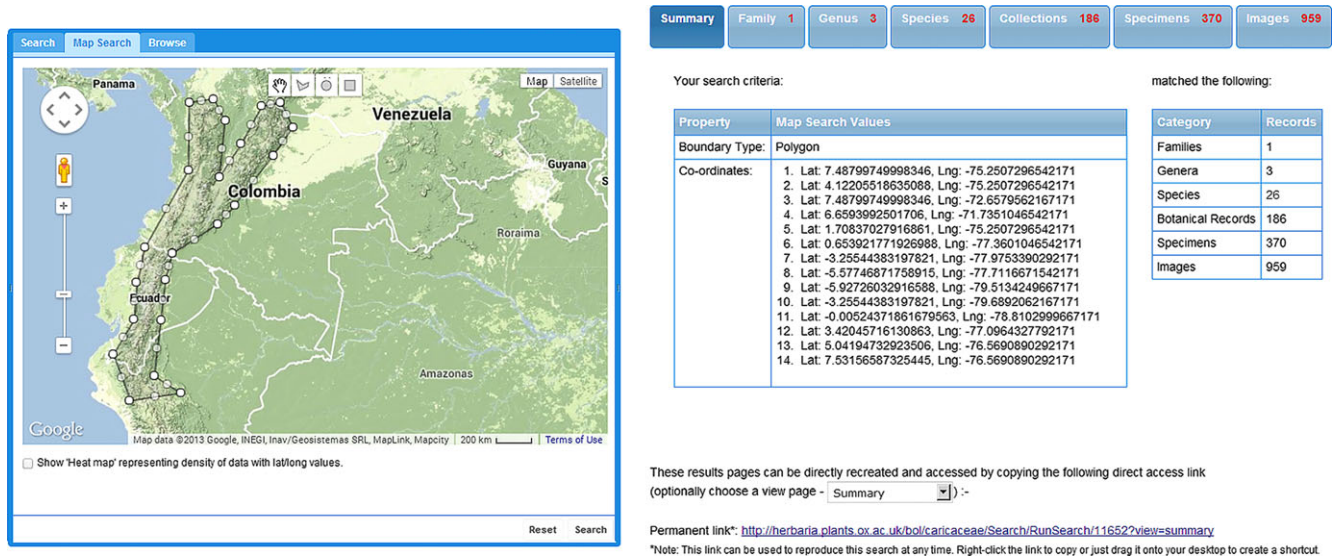 Search Map Search Browse
Panama
Map Satellite
Venezuela
Guyana
S
Colombia
Roraima
Ecuador
Amazonas
Google
Map data ©2013 Google, INEGI, Inav/Geosistemas SRL, MapLink, Mapcity 200 km Terms of Use
Show 'Heat map' representing density of data with lat/long values.
Reset Search
Summary Family 1 Genus 3 Species 26 Collections 186 Specimens 370 Images 959
Your search criteria: matched the following:
Property Map Search Values
Boundary Type: Polygon
Co-ordinates: 1. Lat: 7.48799749998346, Lng: -75.2507296542171
2. Lat: 4.12205518635088, Lng: -75.2507296542171
3. Lat: 7.48799749998346, Lng: -72.6579562167171
4. Lat: 6.6593992501706, Lng: -71.7351046542171
5. Lat: 1.70837027916861, Lng: -75.2507296542171
6. Lat: 0.653921771926988, Lng: -77.3601046542171
7. Lat: -3.25544383197821, Lng: -77.9753390292171
8. Lat: -5.57746871758915, Lng: -77.7116671542171
9. Lat: -5.92726032916588, Lng: -79.5134249667171
10. Lat: -3.25544383197821, Lng: -79.6892062167171
11. Lat: -0.00524371861679563, Lng: -78.8102999667171
12. Lat: 3.42045716130863, Lng: -77.0964327792171
13. Lat: 5.04194732923506, Lng: -76.5690890292171
14. Lat: 7.53156587325445, Lng: -76.5690890292171
Category Records
Families 1
Genera 3
Species 26
Botanical Records 186
Specimens 370
Images 959
These results pages can be directly recreated and accessed by copying the following direct access link
(optionally choose a view page - Summary ) :-
Permanent link*: http://herbaria.plants.ox.ac.uk/bol/caricaceae/Search/RunSearch/11652?view=summary
*Note: This link can be used to reproduce this search at any time. Right-click the link to copy or just drag it onto your desktop to create a shortcut